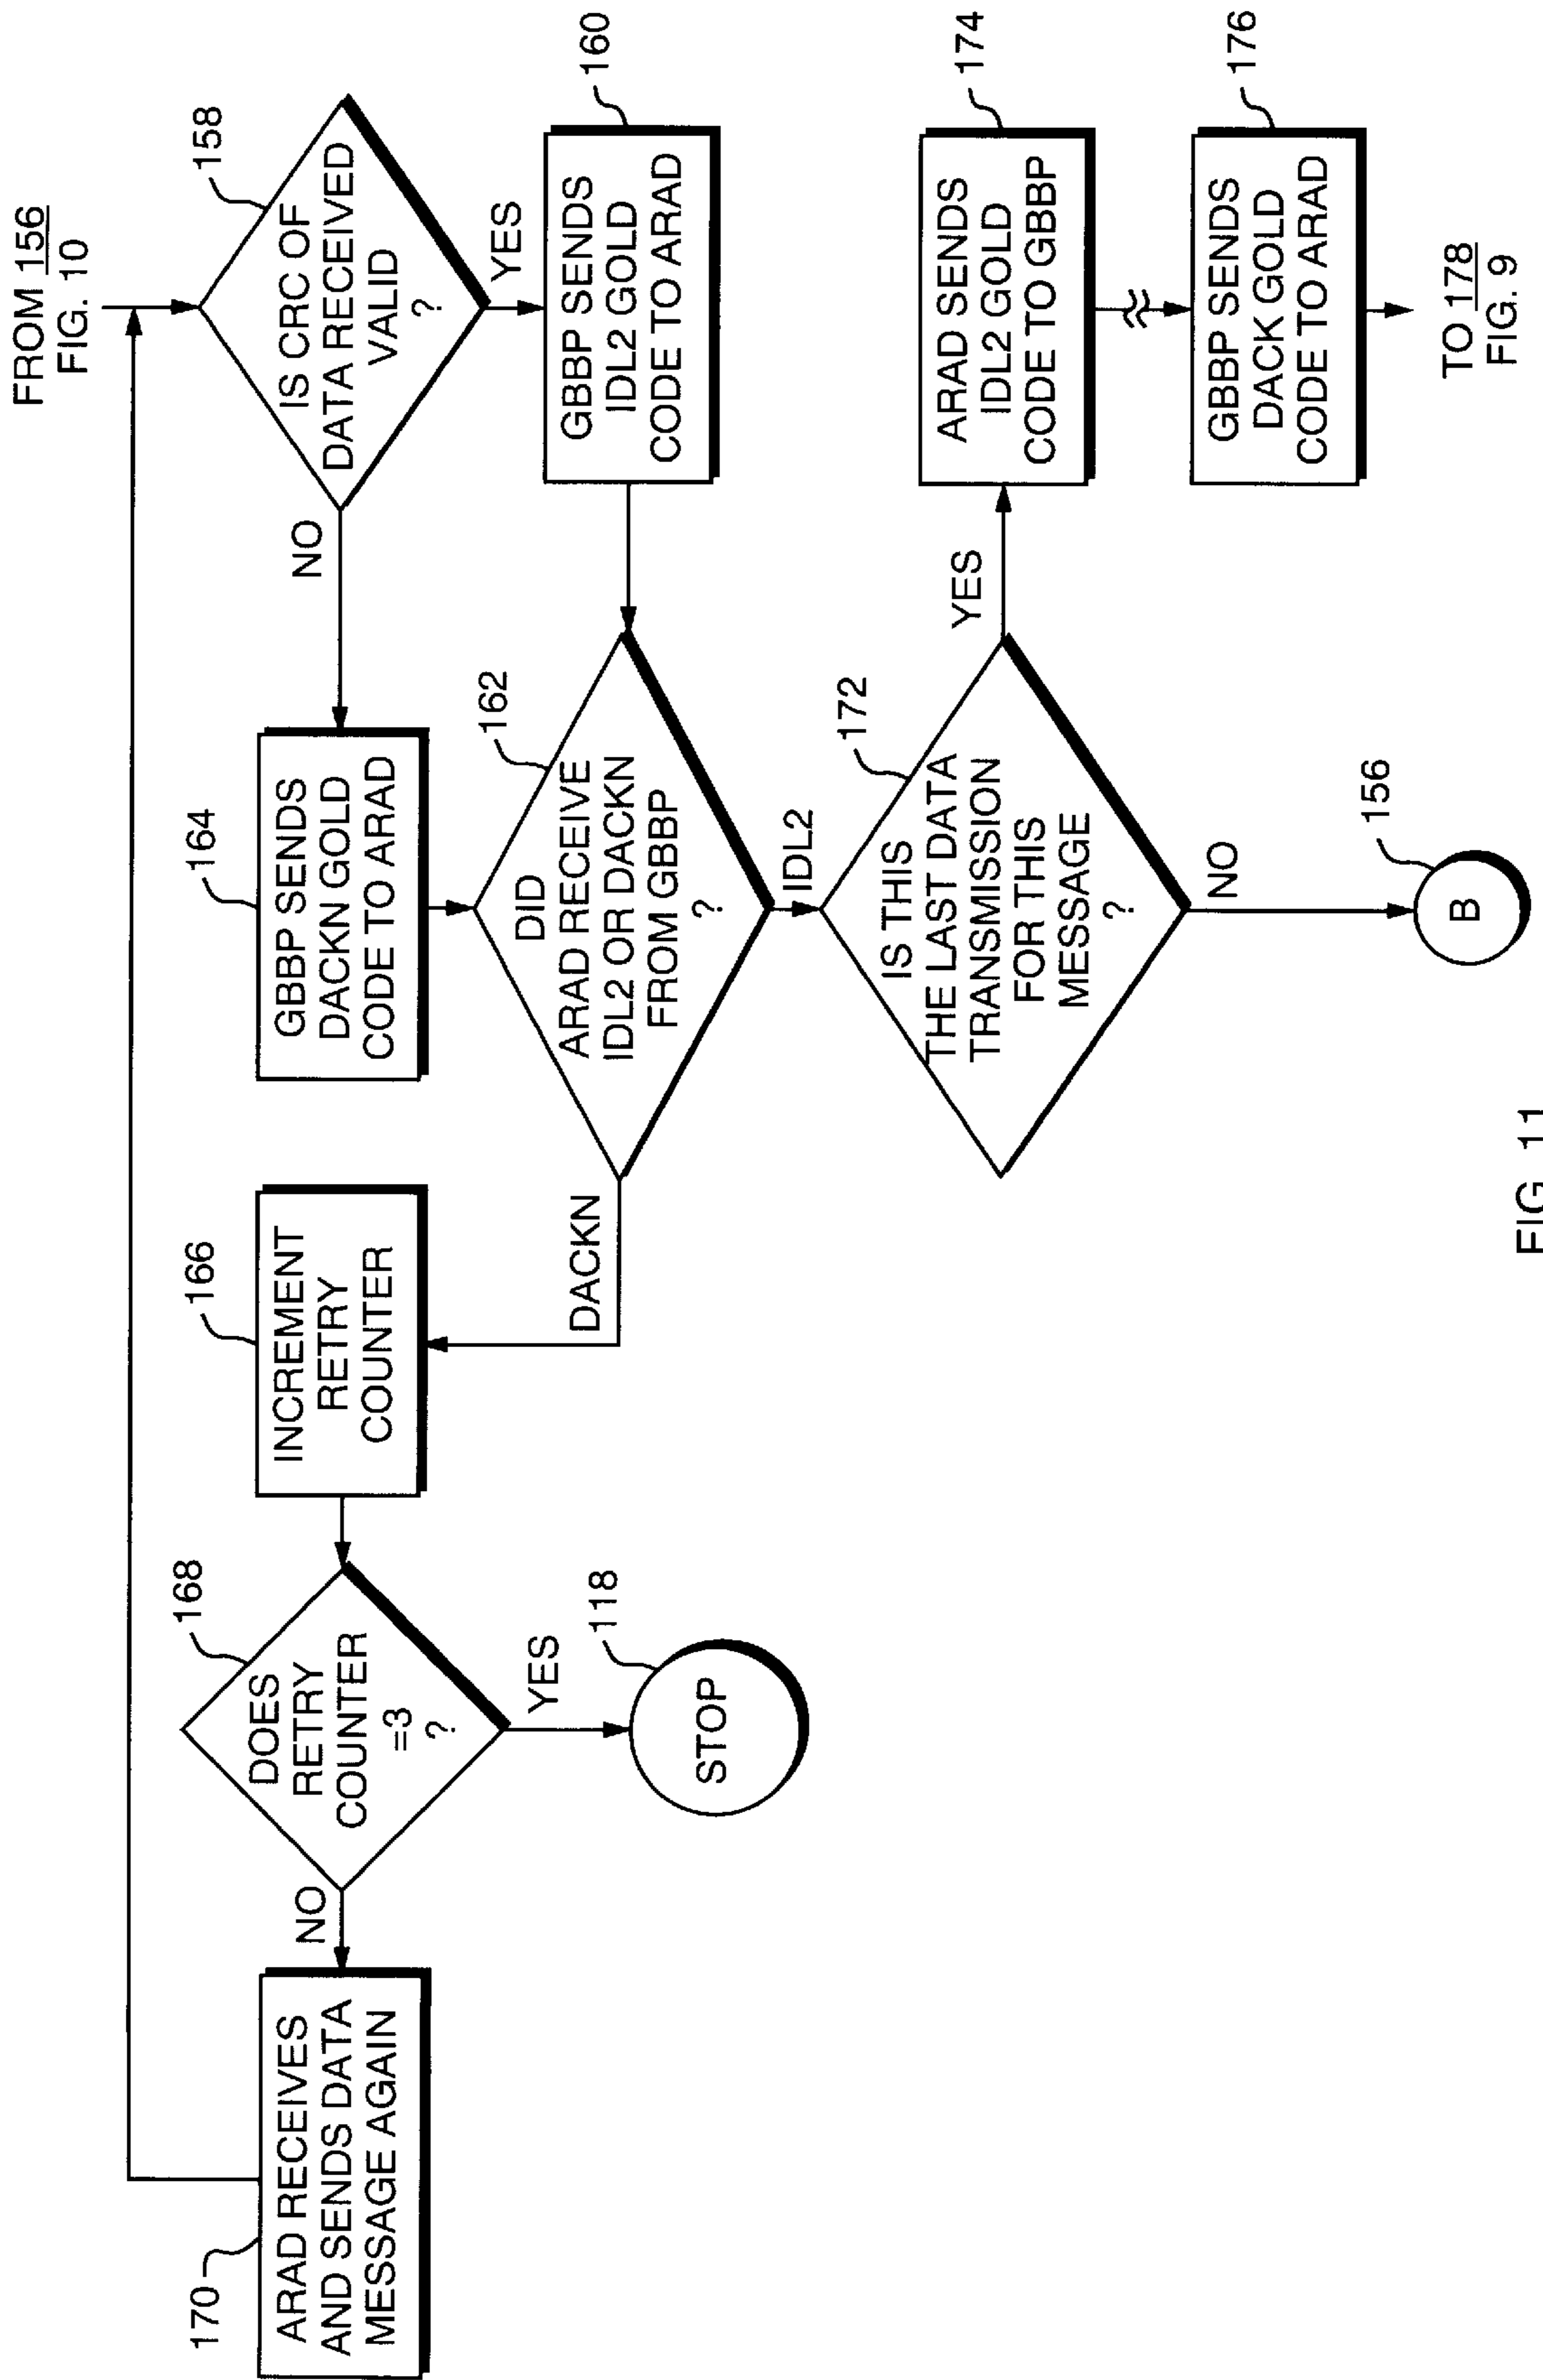 FROM 156
FIG. 10
158
IS CRC OF
DATA RECEIVED
VALID
?
NO
YES
160
GBBP SENDS
IDL2 GOLD
CODE TO ARAD
164
GBBP SENDS
DACKN GOLD
CODE TO ARAD
162
DID
ARAD RECEIVE
IDL2 OR DACKN
FROM GBBP
?
DACKN
IDL2
166
INCREMENT
RETRY
COUNTER
168
DOES
RETRY
COUNTER
=3
?
NO
YES
118
STOP
170
ARAD RECEIVES
AND SENDS DATA
MESSAGE AGAIN
172
IS THIS
THE LAST DATA
TRANSMISSION
FOR THIS
MESSAGE
?
YES
NO
174
ARAD SENDS
IDL2 GOLD
CODE TO GBBP
176
GBBP SENDS
DACK GOLD
CODE TO ARAD
TO 178
FIG. 9
156
B
FIG. 11